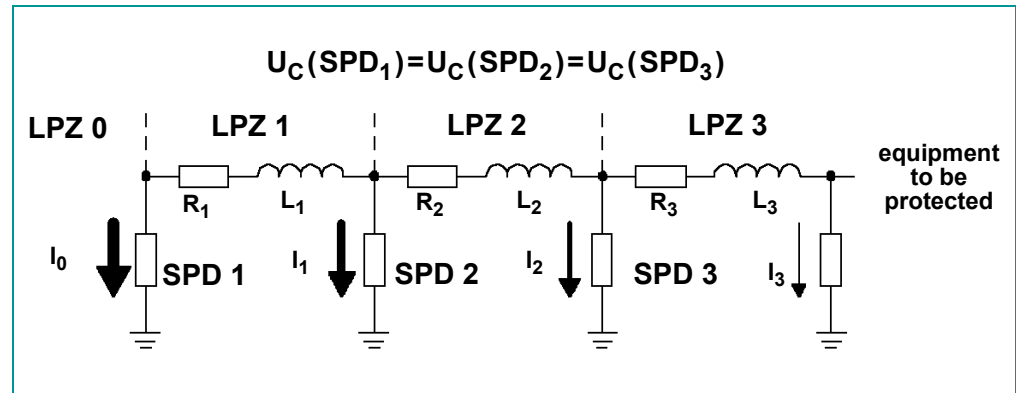 U_C(SPD_1)=U_C(SPD_2)=U_C(SPD_3)
LPZ 0
LPZ 1
LPZ 2
LPZ 3
equipment
to be
protected
R_1
L_1
R_2
L_2
R_3
L_3
I_0
SPD 1
I_1
SPD 2
I_2
SPD 3
I_3